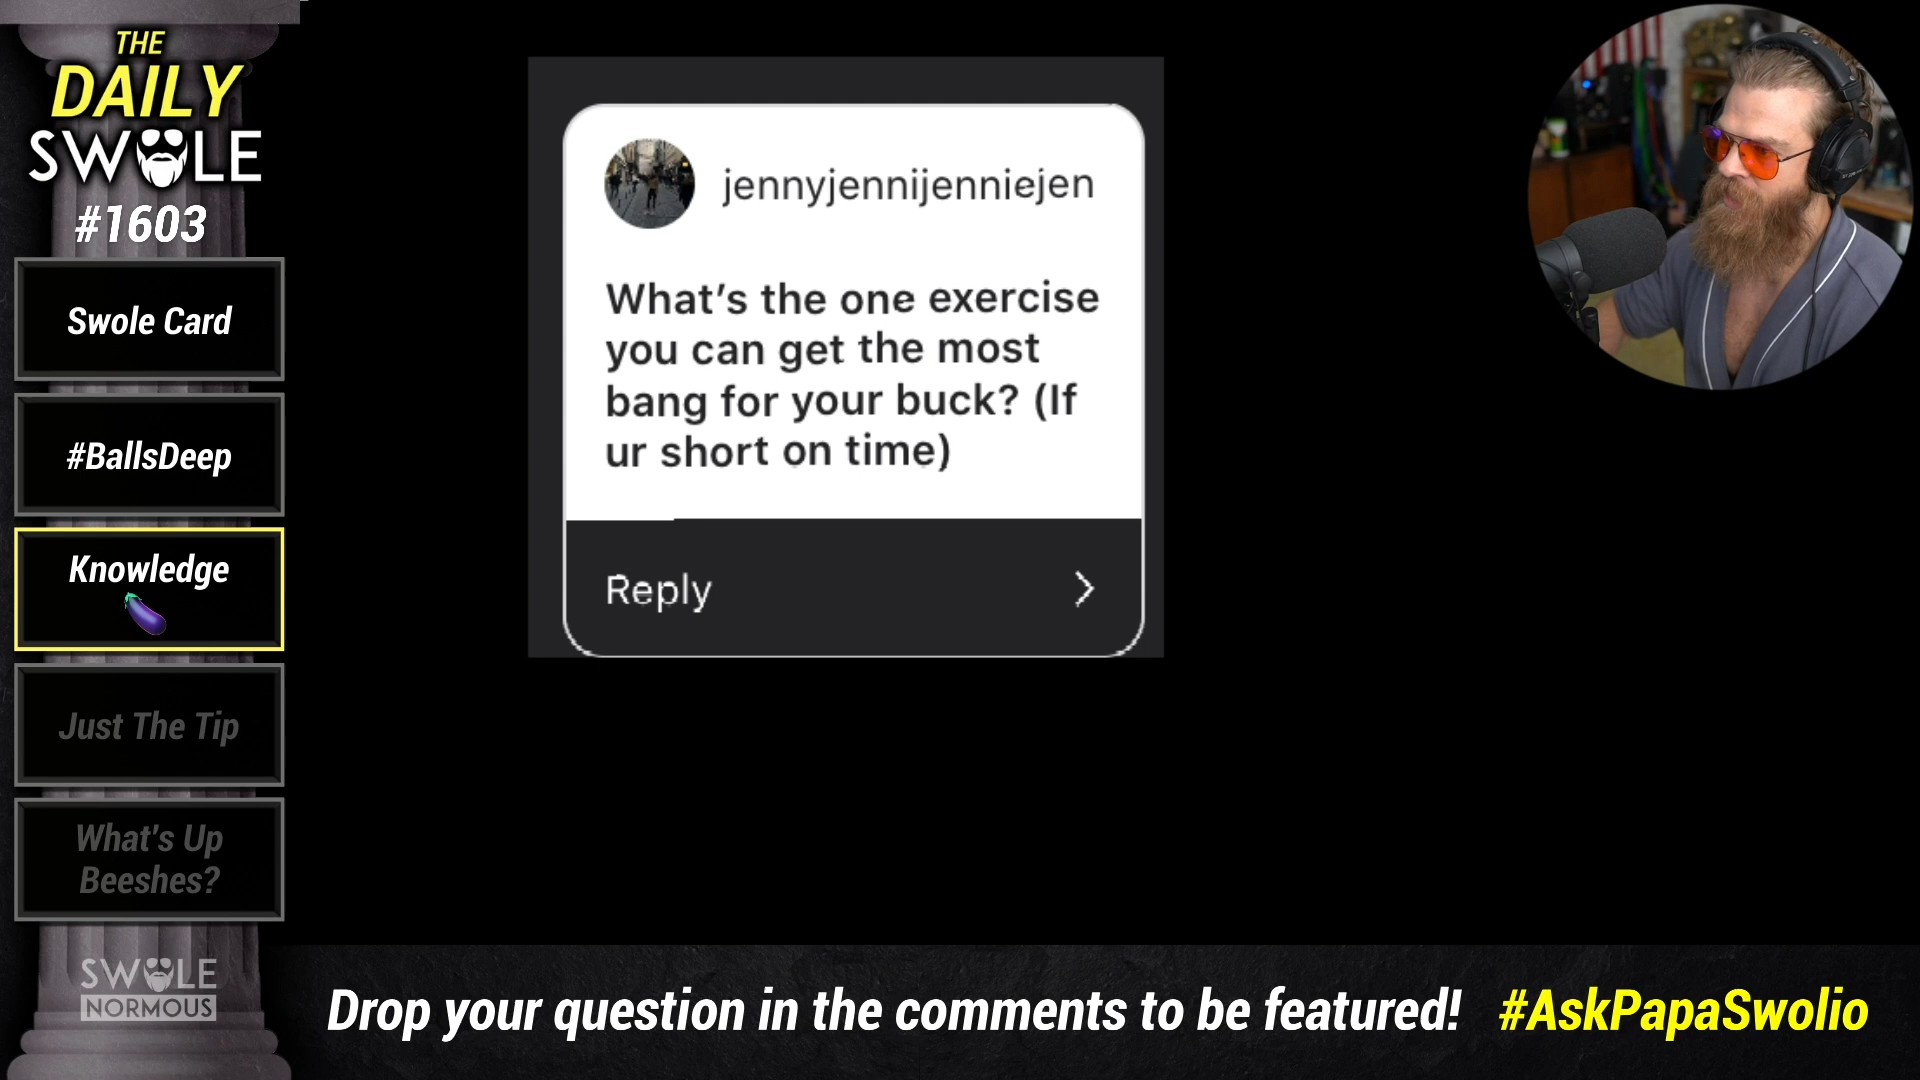 THE
DAILY
SWOLE
#1603
Swole Card
#BallsDeep
Knowledge
Just The Tip
What's Up
Beeshes?
SWOLE
NORMOUS
jennyjennijenniejen
What's the one exercise
you can get the most
bang for your buck? (If
ur short on time)
Reply
Drop your question in the comments to be featured! #AskPapaSwolio